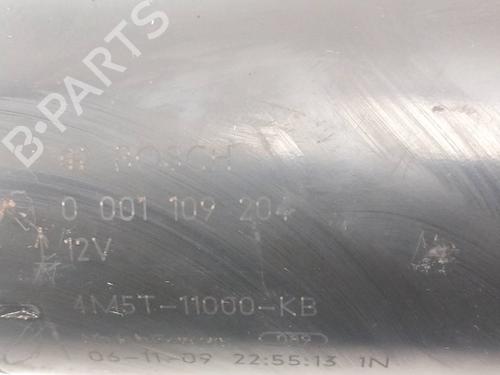 B-PARTS
BOSCH
0 001 109 204
12V
4M5T-11000-KB
06-11-09 22:55:13 1N